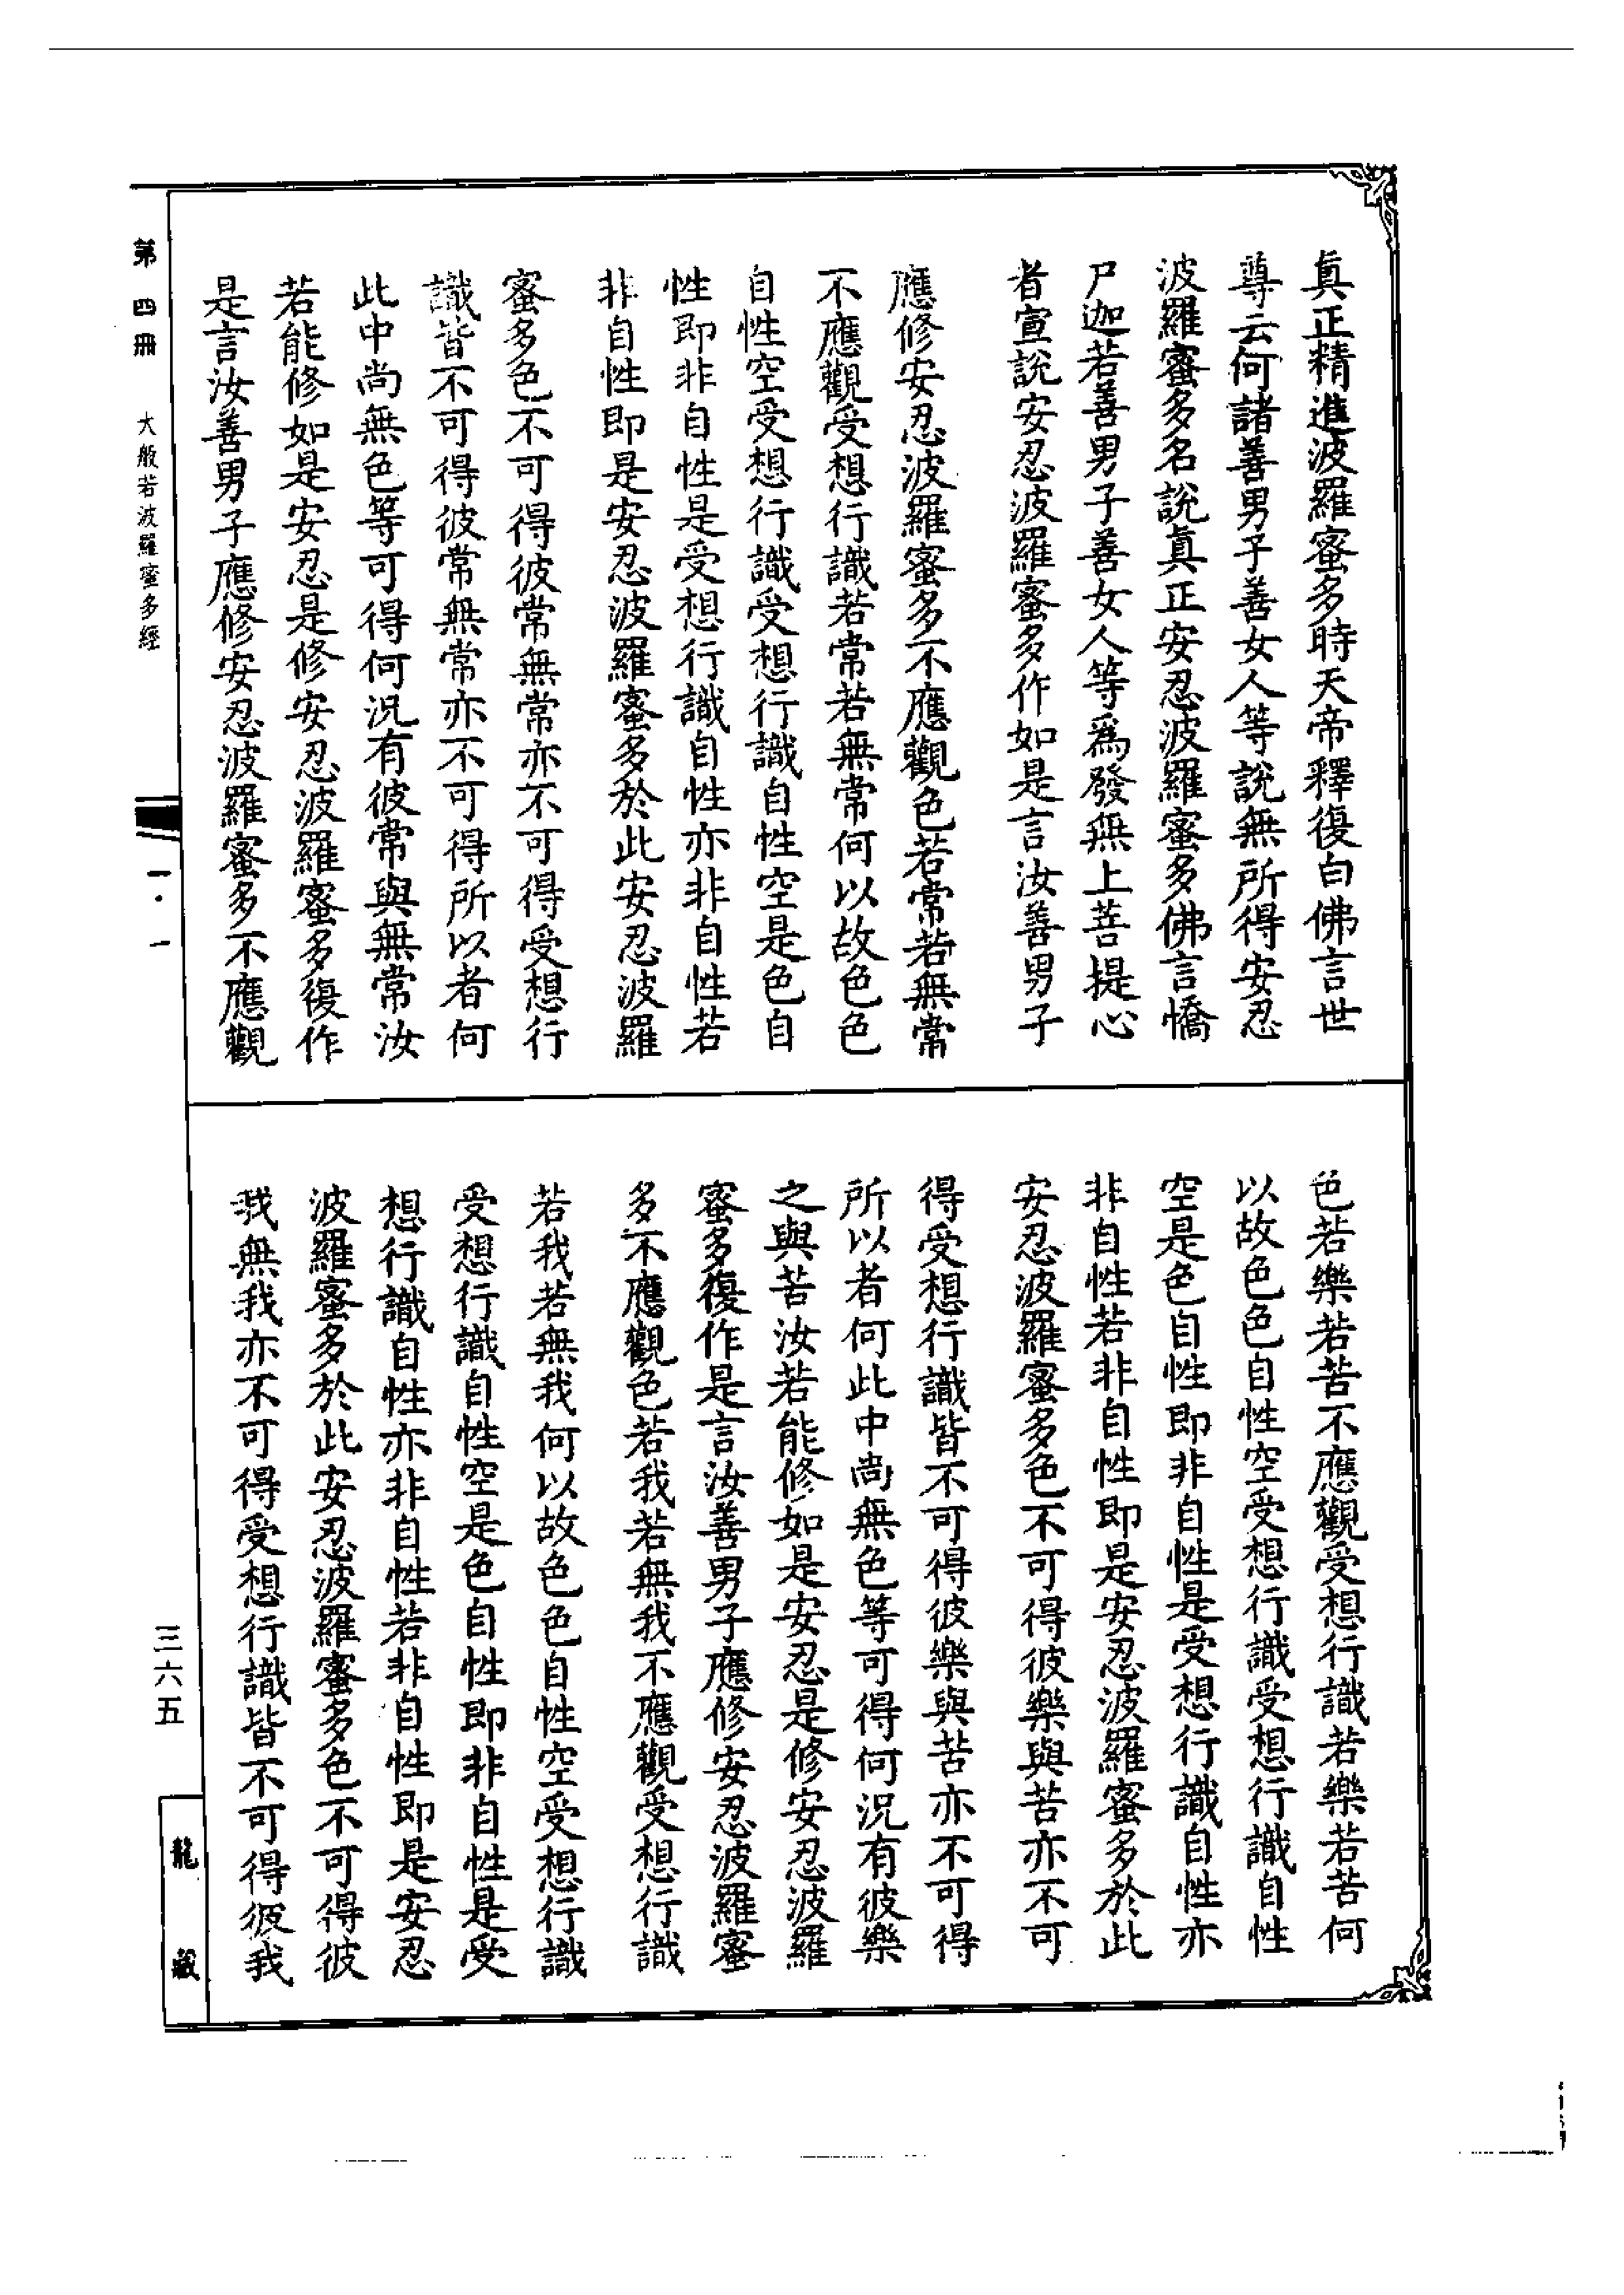 真正精進波羅蜜多時天帝釋復白佛言世
尊云何諸善男子善女人等說無所得安忍
波羅蜜多名說真正安忍波羅蜜多佛言憍
尸迦若善男子善女人等為發無上菩提心
者宣說安忍波羅蜜多作如是言汝善男子
應修安忍波羅蜜多不應觀色若常若無常
不應觀受想行識若常若無常何以故色色
自性空受想行識受想行識自性空是色自
性即非自性是受想行識自性亦非自性若
非自性即是安忍波羅蜜多於此安忍波羅
蜜多色不可得彼常無常亦不可得受想行
識皆不可得彼常無常亦不可得所以者何
此中尚無色等可得何況有彼常與無常汝
若能修如是安忍是修安忍波羅蜜多復作
是言汝善男子應修安忍波羅蜜多不應觀
色若樂若苦不應觀受想行識若樂若苦何
以故色色自性空受想行識受想行識自性
空是色自性即非自性是受想行識自性亦
非自性若非自性即是安忍波羅蜜多於此
安忍波羅蜜多色不可得彼樂與苦亦不可
得受想行識皆不可得彼樂與苦亦不可得
所以者何此中尚無色等可得何況有彼樂
之與苦汝若能修如是安忍是修安忍波羅
蜜多復作是言汝善男子應修安忍波羅蜜
多不應觀色若我若無我不應觀受想行識
若我若無我何以故色色自性空受想行識
受想行識自性空是色自性即非自性是受
想行識自性亦非自性若非自性即是安忍
波羅蜜多於此安忍波羅蜜多色不可得彼
我無我亦不可得受想行識皆不可得彼我
第四冊 大般若波羅蜜多經 一·一 三六五 龍藏